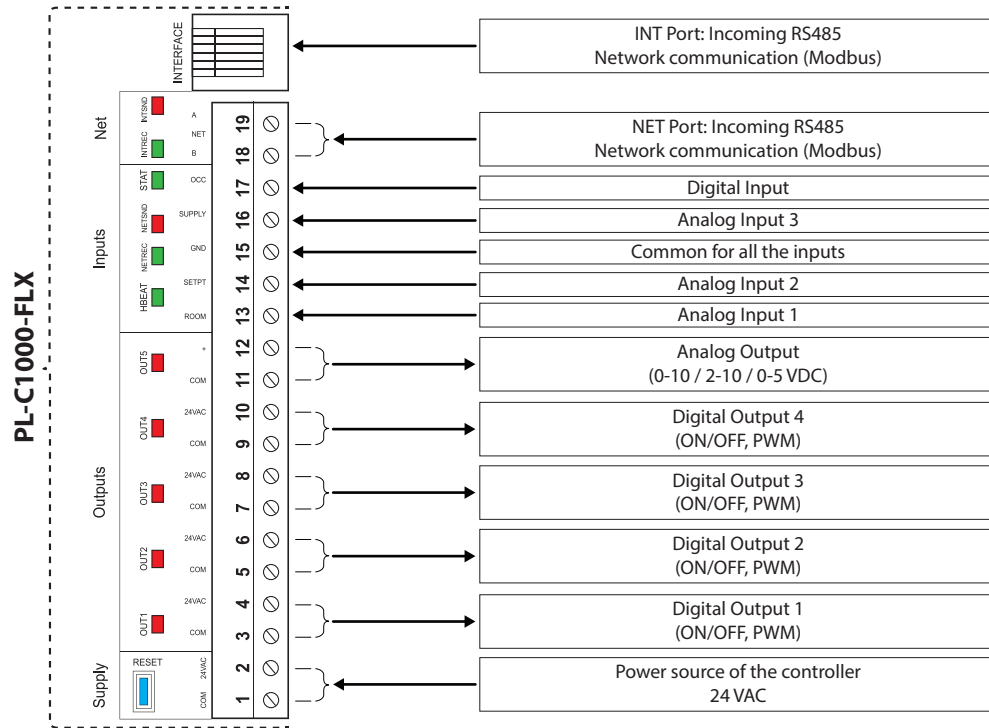 PL-C1000-FLX
INTERFACE
INT Port: Incoming RS485
Network communication (Modbus)
Net
INTSND
INTREC
A
NET
B
19
18
NET Port: Incoming RS485
Network communication (Modbus)
Inputs
STAT
NETSND
NETREC
HBEAT
OCC
17
Digital Input
SUPPLY
16
Analog Input 3
GND
15
Common for all the inputs
SETPT
14
Analog Input 2
ROOM
13
Analog Input 1
Outputs
OUT5
+
COM
12
11
Analog Output
(0-10 / 2-10 / 0-5 VDC)
OUT4
24VAC
COM
10
9
Digital Output 4
(ON/OFF, PWM)
OUT3
24VAC
COM
8
7
Digital Output 3
(ON/OFF, PWM)
OUT2
24VAC
COM
6
5
Digital Output 2
(ON/OFF, PWM)
OUT1
24VAC
COM
4
3
Digital Output 1
(ON/OFF, PWM)
Supply
RESET
24VAC
COM
2
1
Power source of the controller
24 VAC